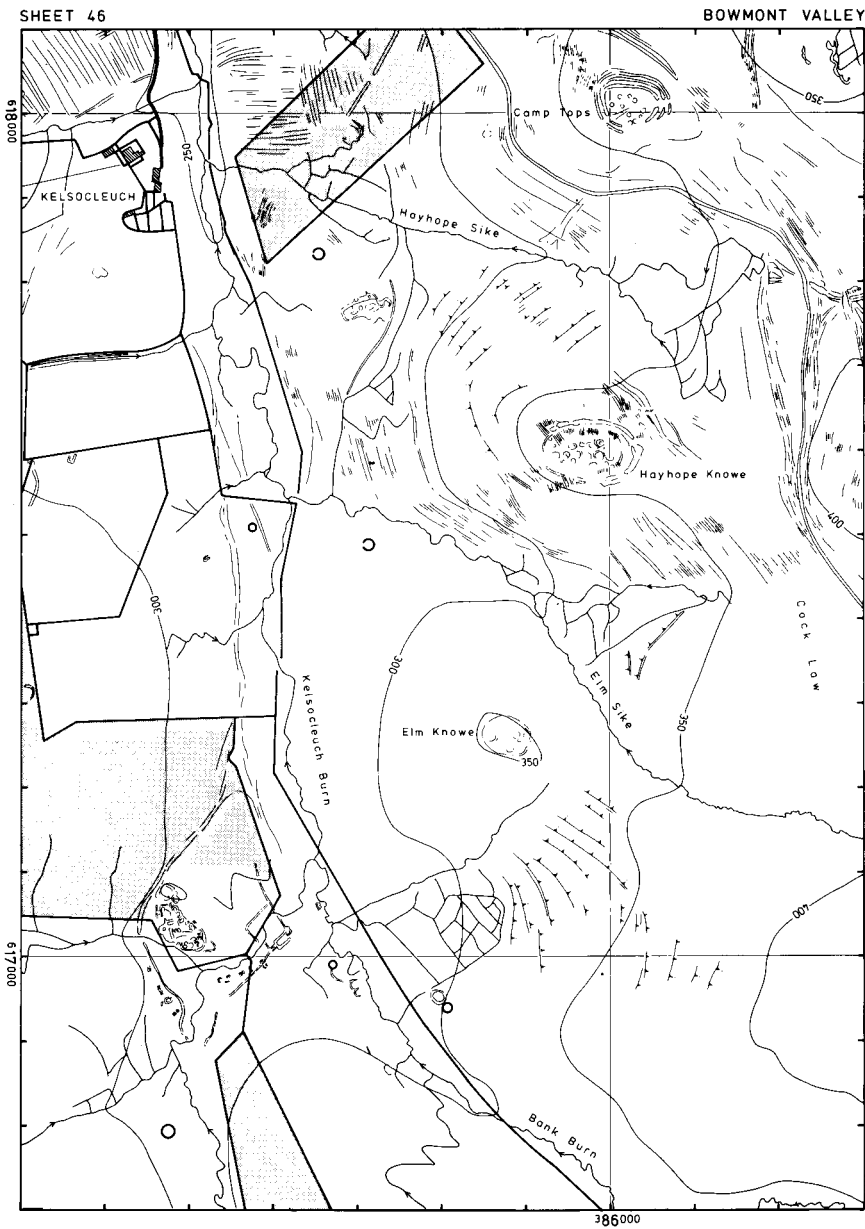 SHEET 46
BOWMONT VALLEY
350
618000
Camp Tops
250
KELSOCLEUCH
Hayhope Sike
Hayhope Knowe
400
300
Cock Law
300
Elm Sike
Kelsocleuch Burn
Elm Knowe
350
350
400
617000
Bank Burn
386000